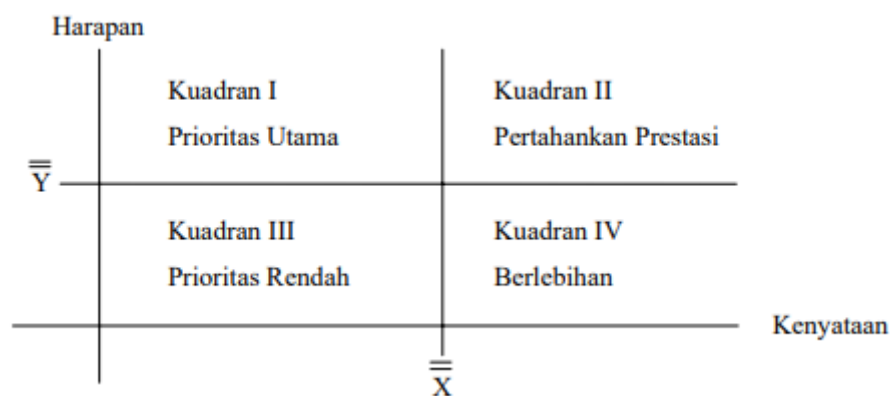 Harapan
Kuadran I
Prioritas Utama
Kuadran II
Pertahankan Prestasi
Y
Kuadran III
Prioritas Rendah
Kuadran IV
Berlebihan
Kenyataan
X